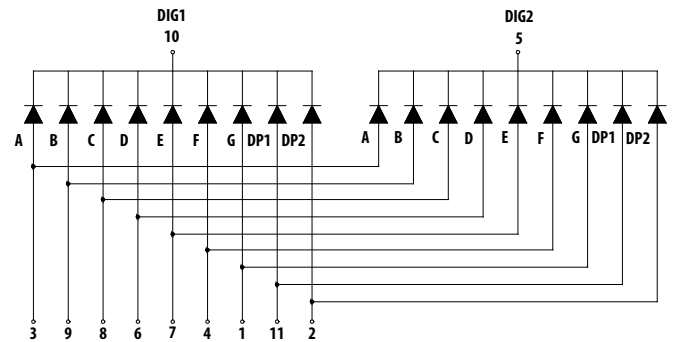 DIG1 DIG2
10 5
A B C D E F G DP1 DP2 A B C D E F G DP1 DP2
3 9 8 6 7 4 1 11 2